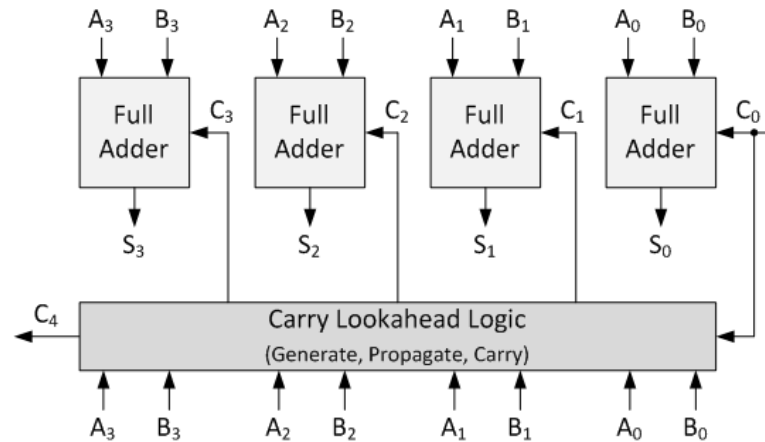 A₃ B₃ A₂ B₂ A₁ B₁ A₀ B₀
Full Adder C₃ Full Adder C₂ Full Adder C₁ Full Adder C₀
S₃ S₂ S₁ S₀
C₄
Carry Lookahead Logic
(Generate, Propagate, Carry)
A₃ B₃ A₂ B₂ A₁ B₁ A₀ B₀